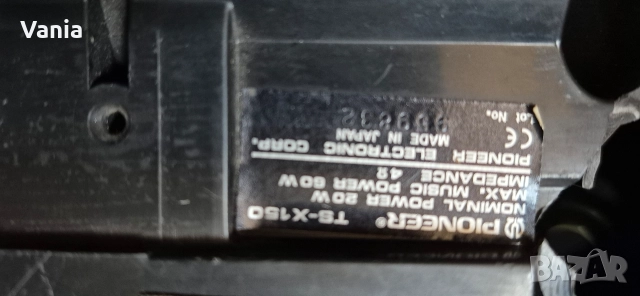 Vania
PIONEER® TS-X150
NOMINAL POWER 20W
MAX. MUSIC POWER 60W
IMPEDANCE 4Ω
PIONEER ELECTRONIC CORP.
CE MADE IN JAPAN
Lot No.
bazar